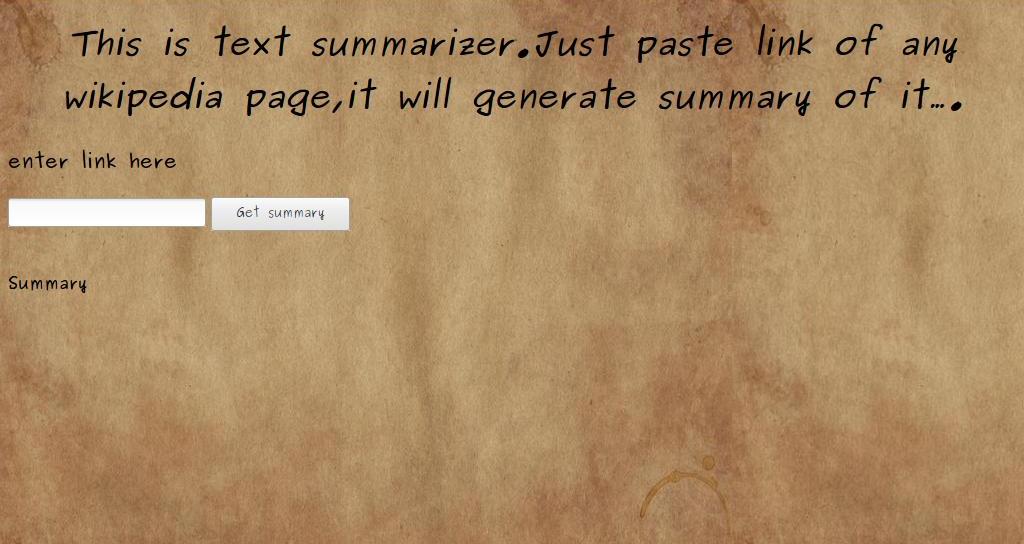 This is text summarizer.Just paste link of any
wikipedia page,it will generate summary of it....
enter link here
Get summary
Summary